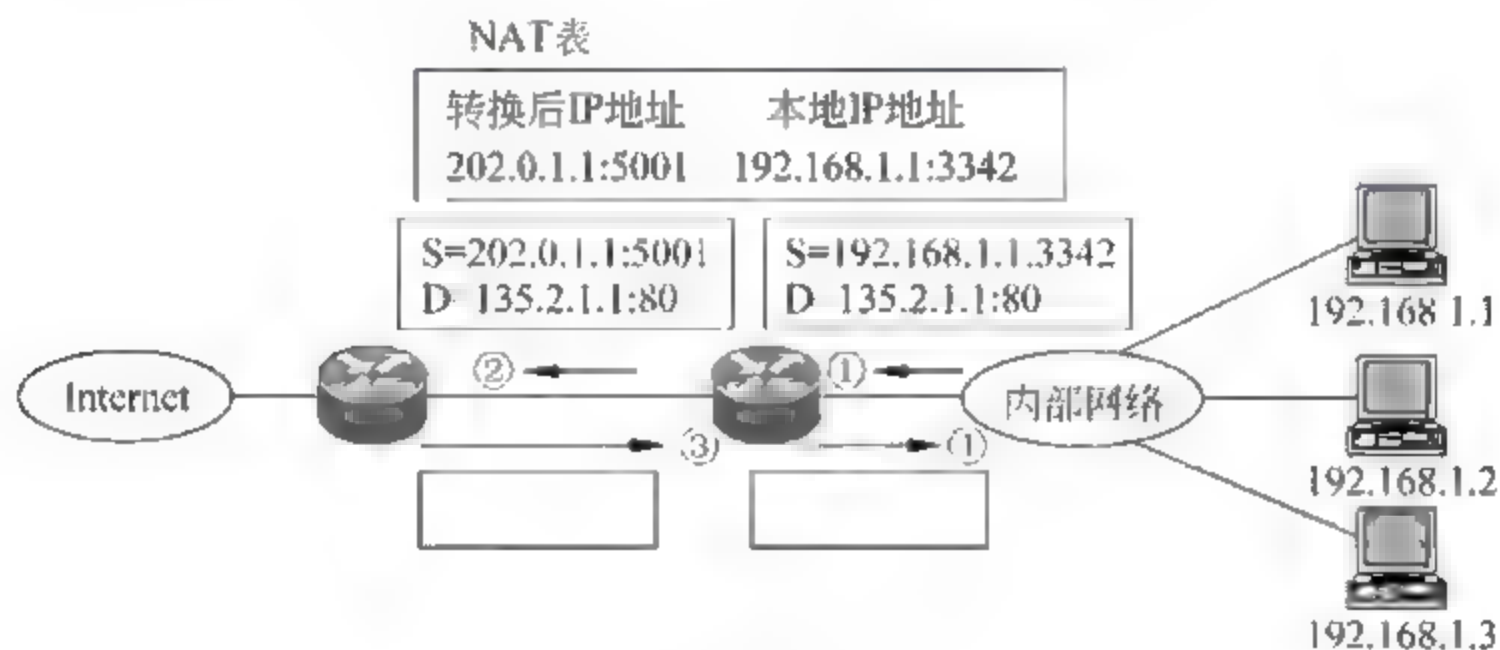 NAT表
转换后IP地址 本地IP地址
202.0.1.1:5001 192.168.1.1:3342
S=202.0.1.1:5001
D 135.2.1.1:80
S=192.168.1.1.3342
D 135.2.1.1:80
192.168 1.1
Internet
②
①
内部网络
③
①
192.168.1.2
192.168.1.3